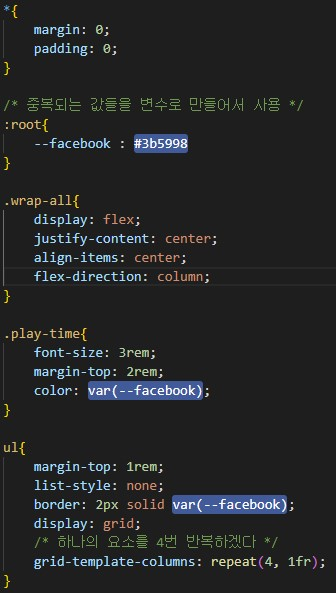 *{
    margin: 0;
    padding: 0;
}

/* 중복되는 값들을 변수로 만들어서 사용 */
:root{
    --facebook : #3b5998
}

.wrap-all{
    display: flex;
    justify-content: center;
    align-items: center;
    flex-direction: column;
}

.play-time{
    font-size: 3rem;
    margin-top: 2rem;
    color: var(--facebook);
}

ul{
    margin-top: 1rem;
    list-style: none;
    border: 2px solid var(--facebook);
    display: grid;
    /* 하나의 요소를 4번 반복하겠다 */
    grid-template-columns: repeat(4, 1fr);
}